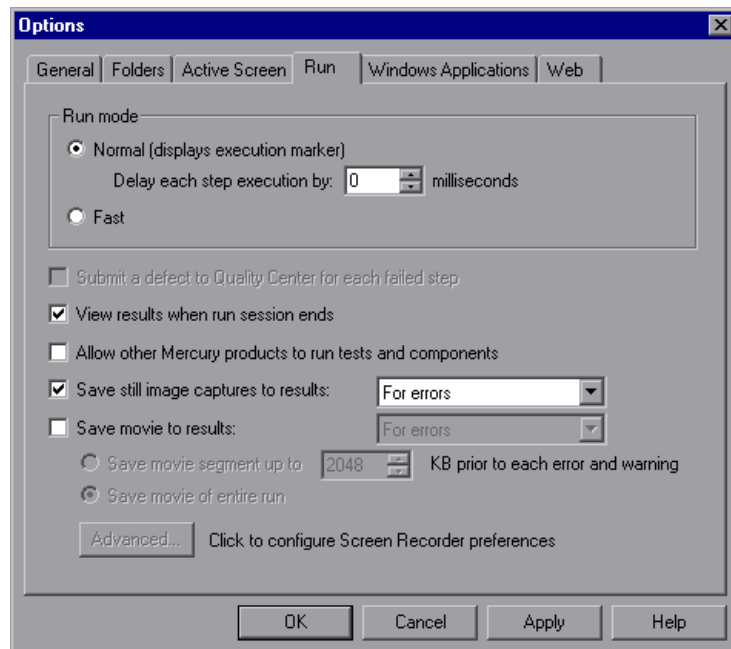 Options
General Folders Active Screen Run Windows Applications Web
Run mode
Normal (displays execution marker)
Delay each step execution by: 0 milliseconds
Fast
Submit a defect to Quality Center for each failed step
View results when run session ends
Allow other Mercury products to run tests and components
Save still image captures to results: For errors
Save movie to results: For errors
Save movie segment up to 2048 KB prior to each error and warning
Save movie of entire run
Advanced... Click to configure Screen Recorder preferences
OK Cancel Apply Help